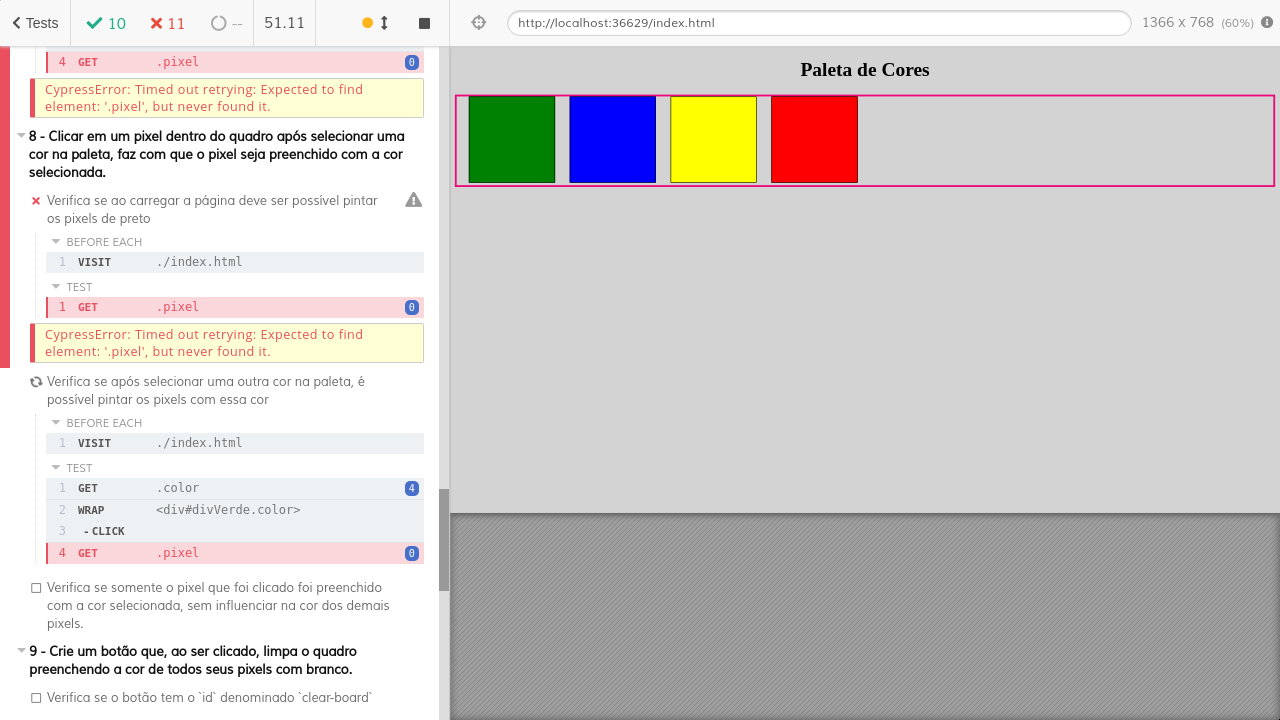 Tests
10
11
--
51.11
http://localhost:36629/index.html
1366 x 768 (60%)
4 GET .pixel 0
CypressError: Timed out retrying: Expected to find
element: '.pixel', but never found it.
8 - Clicar em um pixel dentro do quadro após selecionar uma
cor na paleta, faz com que o pixel seja preenchido com a cor
selecionada.
Verifica se ao carregar a página deve ser possível pintar
os pixels de preto
BEFORE EACH
1 VISIT ./index.html
TEST
1 GET .pixel 0
CypressError: Timed out retrying: Expected to find
element: '.pixel', but never found it.
Verifica se após selecionar uma outra cor na paleta, é
possível pintar os pixels com essa cor
BEFORE EACH
1 VISIT ./index.html
TEST
1 GET .color 4
2 WRAP <div#divVerde.color>
3 - CLICK
4 GET .pixel 0
Verifica se somente o pixel que foi clicado foi preenchido
com a cor selecionada, sem influenciar na cor dos demais
pixels.
9 - Crie um botão que, ao ser clicado, limpa o quadro
preenchendo a cor de todos seus pixels com branco.
Verifica se o botão tem o `id` denominado `clear-board`
Paleta de Cores